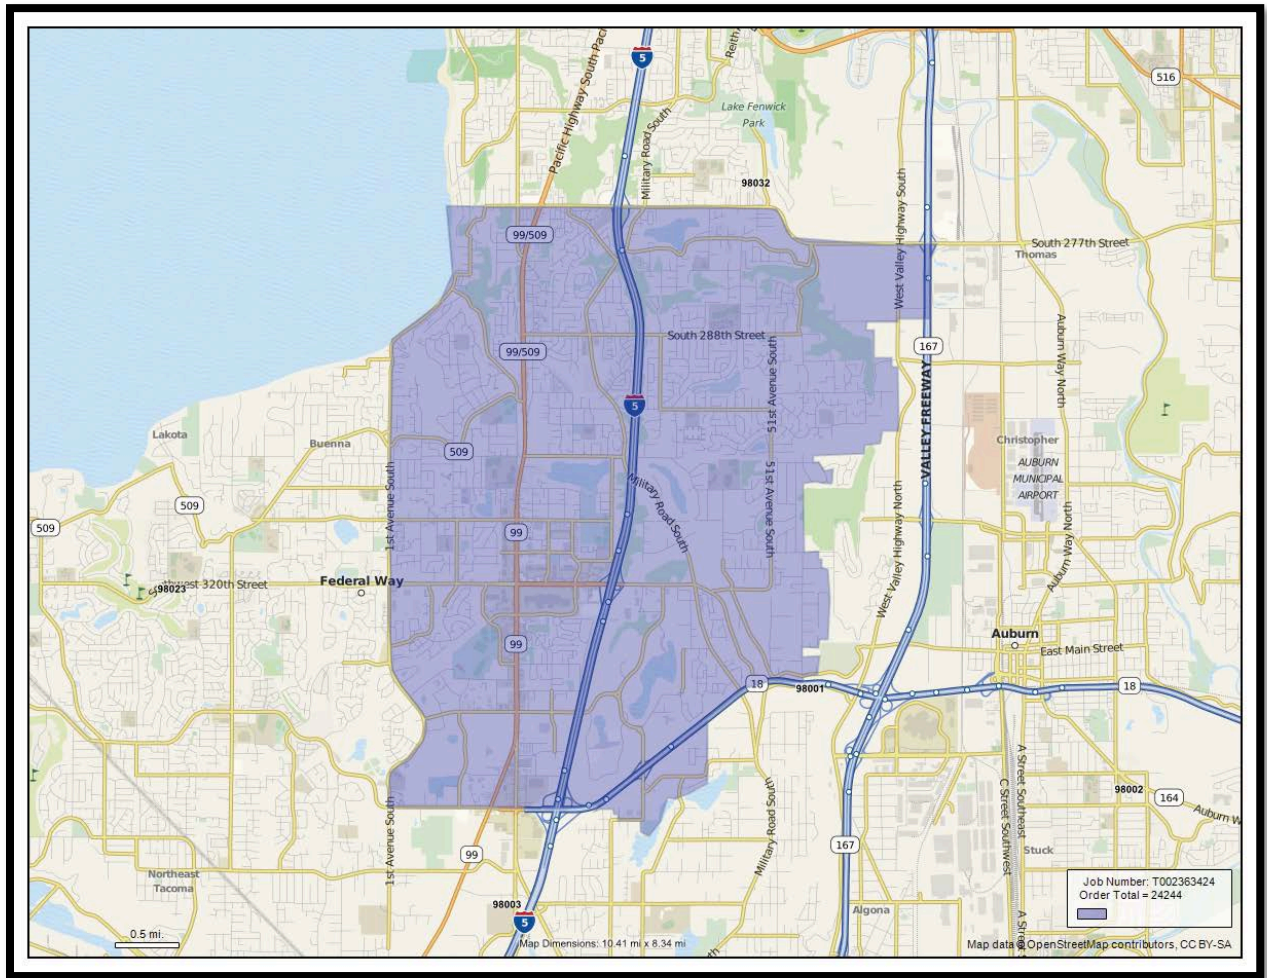 Pacific Highway South
Paci
5
Reith
516
Lake Fenwick
Park
Military Road South
98032
West Valley Highway South
99/509
South 277th Street
Thomas
South 288th Street
99/509
167
51st Avenue South
VALLEY FREEWAY
Auburn Way North
5
Lakota
Buenna
509
Christopher
AUBURN
MUNICIPAL
AIRPORT
1st Avenue South
51st Avenue South
Military Road South
509
509
99
West Valley Highway North
Auburn Way North
thwest 320th Street
98023
Federal Way
99
Auburn
East Main Street
18
98001
18
1st Avenue South
Military Road South
A Street Southeast
C Street Southwest
98002
164
Auburn W
99
167
Stuck
Northeast
Tacoma
98003
5
Algona
A Street
Job Number: T002363424
Order Total = 24244
0.5 mi.
Map Dimensions: 10.41 mi x 8.34 mi
Map data © OpenStreetMap contributors, CC BY-SA